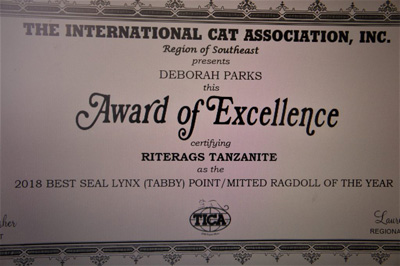 THE INTERNATIONAL CAT ASSOCIATION, INC.
Region of Southeast
presents
DEBORAH PARKS
this
Award of Excellence
certifying
RITERAGS TANZANITE
as the
2018 BEST SEAL LYNX (TABBY) POINT/MITTED RAGDOLL OF THE YEAR
TICA
REGIONA